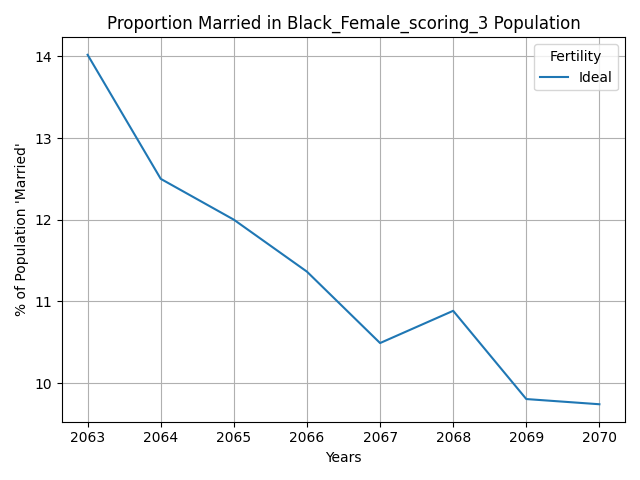 Proportion Married in Black_Female_scoring_3 Population
Fertility
Ideal
% of Population 'Married'
14
13
12
11
10
2063 2064 2065 2066 2067 2068 2069 2070
Years